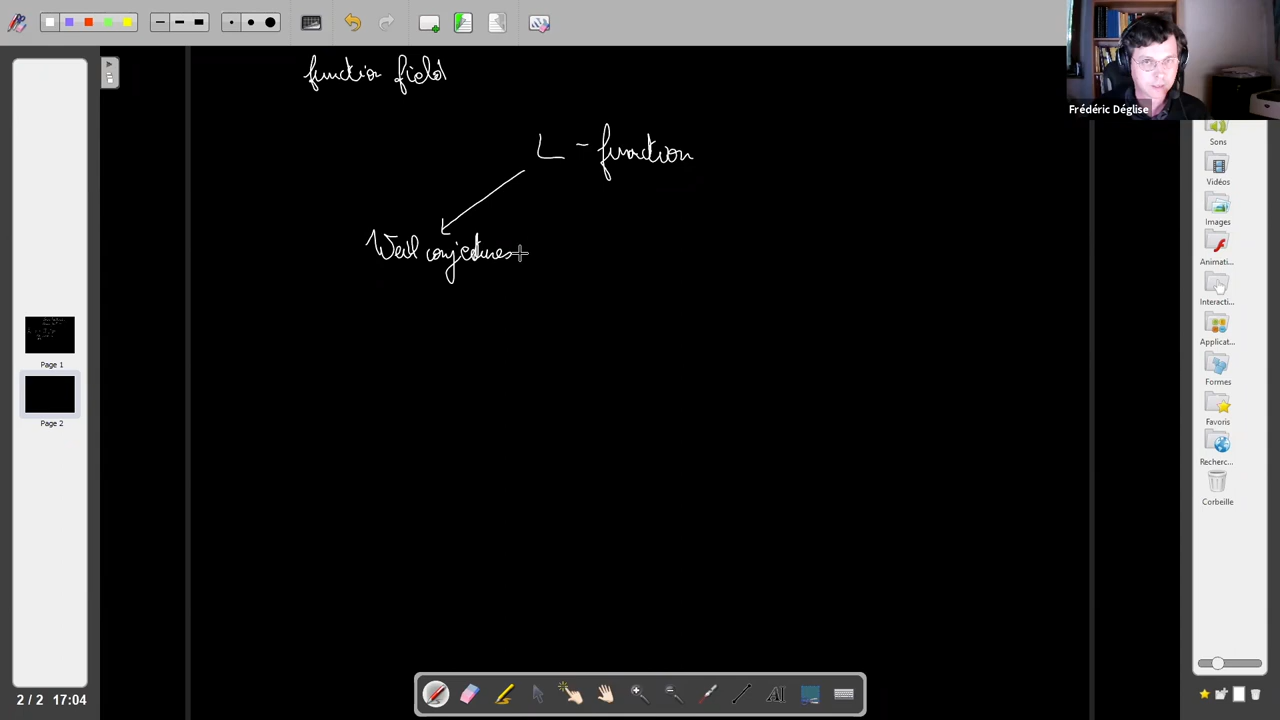 Frédéric Déglise
function field
L - function
Weil conjectures
Page 1
Page 2
2 / 2 17:04
Sons
Vidéos
Images
Animati...
Interacti...
Applicat...
Formes
Favoris
Recherc...
Corbeille
AI